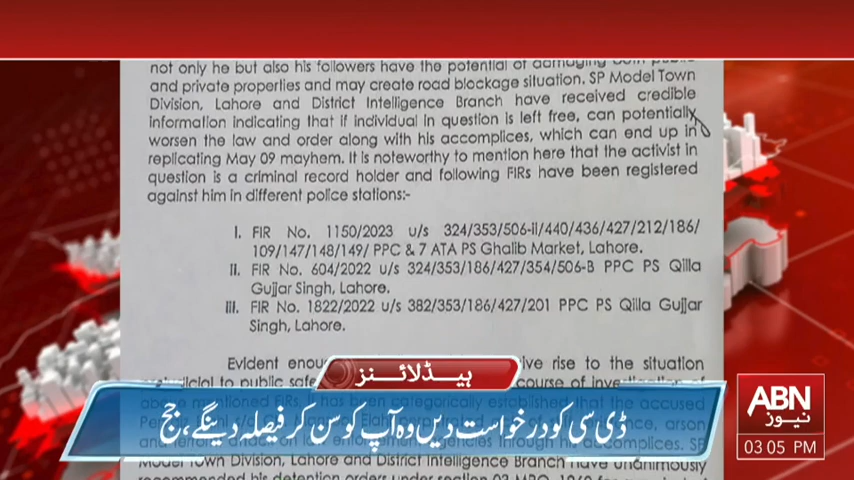 not only he but also his followers have the potential of damaging both public
and private properties and may create road blockage situation. SP Model Town
Division, Lahore and District Intelligence Branch have received credible
information indicating that if individual in question is left free, can potentially
worsen the law and order along with his accomplices, which can end up in
replicating May 09 mayhem. It is noteworthy to mention here that the activist in
question is a criminal record holder and following FIRs have been registered
against him in different police stations:-
I. FIR No. 1150/2023 u/s 324/353/506-ii/440/436/427/212/186/
109/147/148/149/ PPC & 7 ATA PS Ghalib Market, Lahore.
II. FIR No. 604/2022 u/s 324/353/186/427/354/506-B PPC PS Qilla
Gujjar Singh, Lahore.
III. FIR No. 1822/2022 u/s 382/353/186/427/201 PPC PS Qilla Gujjar
Singh, Lahore.
Evident rise to the situation
to public course of
accused
arson
accomplices. SP
Model Town Division, Lahore and District Intelligence Branch have unanimously
detention orders under section
ہیڈلائنز
ڈی سی کو درخواست دیں وہ آپ کو سن کر فیصلہ دینگے، جج
ABN
نیوز
03:05 PM